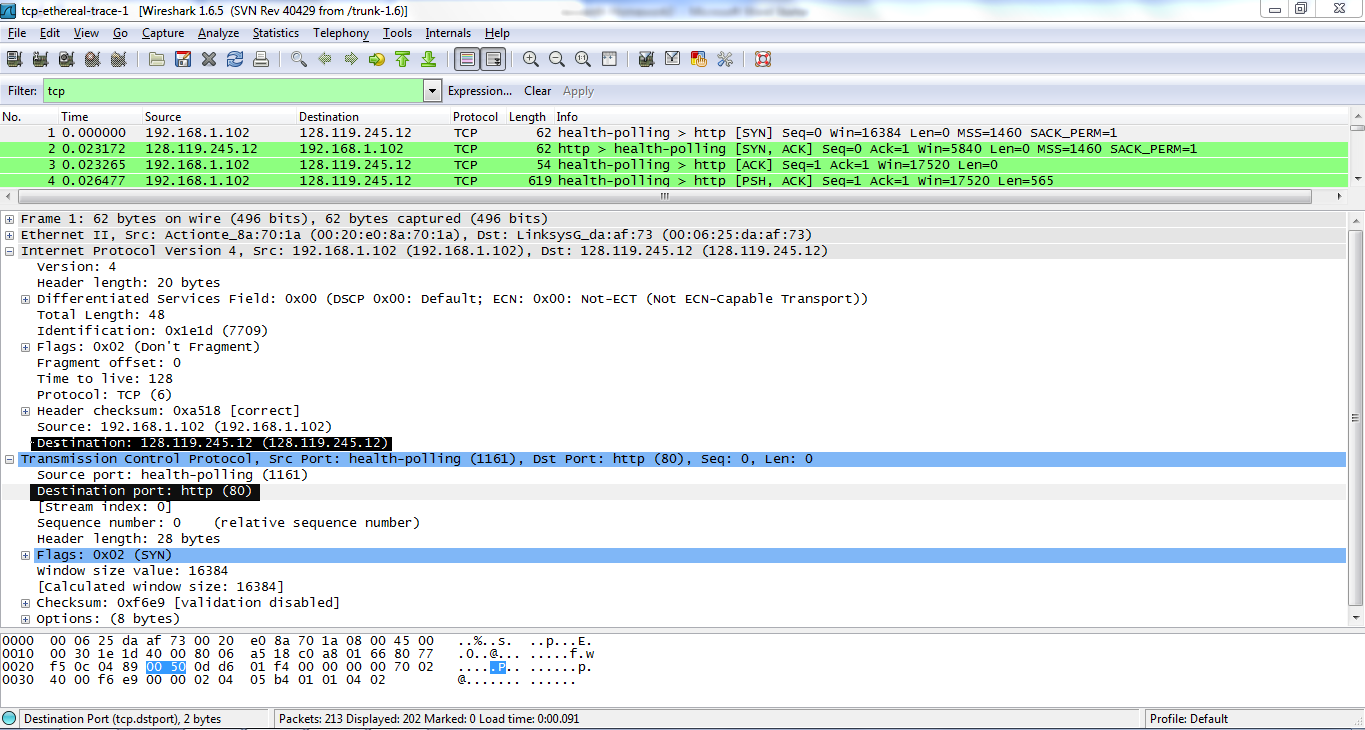 tcp-ethereal-trace-1 [Wireshark 1.6.5 (SVN Rev 40429 from /trunk-1.6)]
File Edit View Go Capture Analyze Statistics Telephony Tools Internals Help
Filter: tcp Expression... Clear Apply
No. Time Source Destination Protocol Length Info
1 0.000000 192.168.1.102 128.119.245.12 TCP 62 health-polling > http [SYN] Seq=0 Win=16384 Len=0 MSS=1460 SACK_PERM=1
2 0.023172 128.119.245.12 192.168.1.102 TCP 62 http > health-polling [SYN, ACK] Seq=0 Ack=1 Win=5840 Len=0 MSS=1460 SACK_PERM=1
3 0.023265 192.168.1.102 128.119.245.12 TCP 54 health-polling > http [ACK] Seq=1 Ack=1 Win=17520 Len=0
4 0.026477 192.168.1.102 128.119.245.12 TCP 619 health-polling > http [PSH, ACK] Seq=1 Ack=1 Win=17520 Len=565
Frame 1: 62 bytes on wire (496 bits), 62 bytes captured (496 bits)
Ethernet II, Src: Actionte_8a:70:1a (00:20:e0:8a:70:1a), Dst: LinksysG_da:af:73 (00:06:25:da:af:73)
Internet Protocol Version 4, Src: 192.168.1.102 (192.168.1.102), Dst: 128.119.245.12 (128.119.245.12)
Version: 4
Header length: 20 bytes
Differentiated Services Field: 0x00 (DSCP 0x00: Default; ECN: 0x00: Not-ECT (Not ECN-Capable Transport))
Total Length: 48
Identification: 0x1e1d (7709)
Flags: 0x02 (Don't Fragment)
Fragment offset: 0
Time to live: 128
Protocol: TCP (6)
Header checksum: 0xa518 [correct]
Source: 192.168.1.102 (192.168.1.102)
Destination: 128.119.245.12 (128.119.245.12)
Transmission Control Protocol, Src Port: health-polling (1161), Dst Port: http (80), Seq: 0, Len: 0
Source port: health-polling (1161)
Destination port: http (80)
[Stream index: 0]
Sequence number: 0 (relative sequence number)
Header length: 28 bytes
Flags: 0x02 (SYN)
Window size value: 16384
[Calculated window size: 16384]
Checksum: 0xf6e9 [validation disabled]
Options: (8 bytes)
0000 00 06 25 da af 73 00 20 e0 8a 70 1a 08 00 45 00 ..%..s. ..p...E.
0010 00 30 1e 1d 40 00 80 06 a5 18 c0 a8 01 66 80 77 .0..@... .....f.w
0020 f5 0c 04 89 00 50 0d d6 01 f4 00 00 00 00 70 02 .....P.. ......p.
0030 40 00 f6 e9 00 00 02 04 05 b4 01 01 04 02 @....... ......
Destination Port (tcp.dstport), 2 bytes Packets: 213 Displayed: 202 Marked: 0 Load time: 0:00.091 Profile: Default